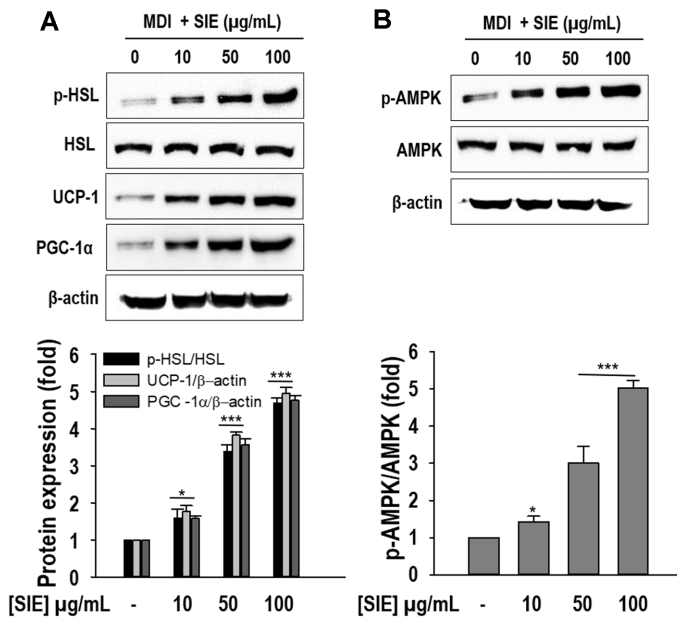 A
MDI + SIE (µg/mL)
0 10 50 100
p-HSL
HSL
UCP-1
PGC-1α
β-actin
Protein expression (fold)
6
5
4
3
2
1
0
p-HSL/HSL
UCP-1/β-actin
PGC -1α/β-actin
*
***
***
[SIE] µg/mL - 10 50 100
B
MDI + SIE (µg/mL)
0 10 50 100
p-AMPK
AMPK
β-actin
p-AMPK/AMPK (fold)
6
5
4
3
2
1
0
*
***
[SIE] µg/mL - 10 50 100